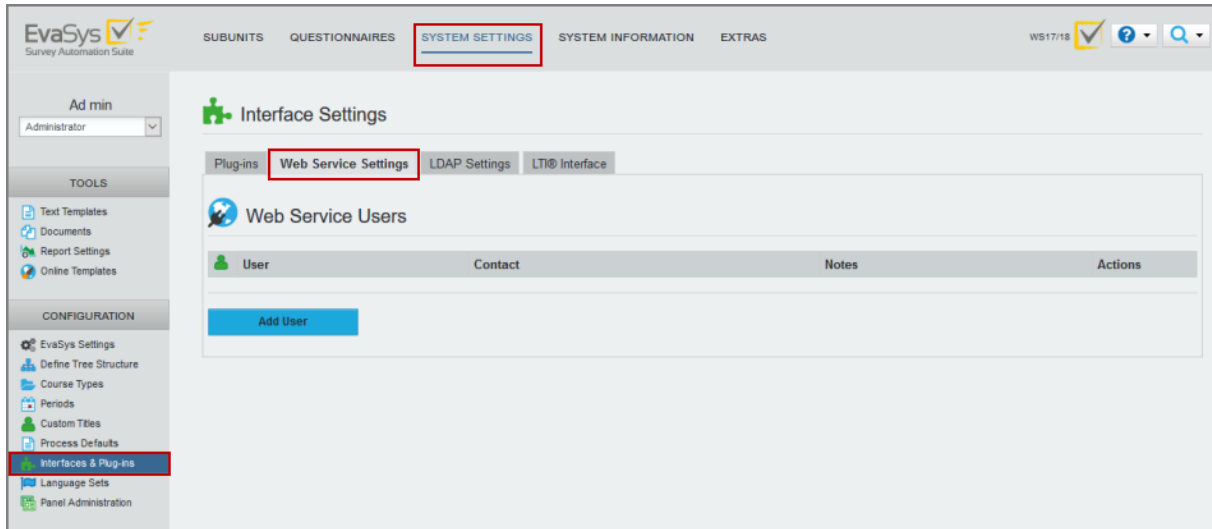 EvaSys
Survey Automation Suite
SUBUNITS QUESTIONNAIRES SYSTEM SETTINGS SYSTEM INFORMATION EXTRAS
WS17/18
Ad min
Administrator
TOOLS
Text Templates
Documents
Report Settings
Online Templates
CONFIGURATION
EvaSys Settings
Define Tree Structure
Course Types
Periods
Custom Titles
Process Defaults
Interfaces & Plug-ins
Language Sets
Panel Administration
Interface Settings
Plug-ins Web Service Settings LDAP Settings LTI® Interface
Web Service Users
User Contact Notes Actions
Add User